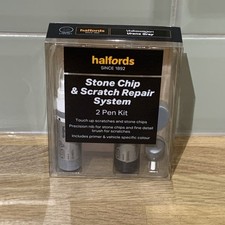 halfords
halfords
SINCE 1892
Stone Chip
& Scratch Repair
System
2 Pen Kit
Touch up scratches and stone chips
Precision nib for stone chips and fine detail
brush for scratches
Includes primer & vehicle specific colour